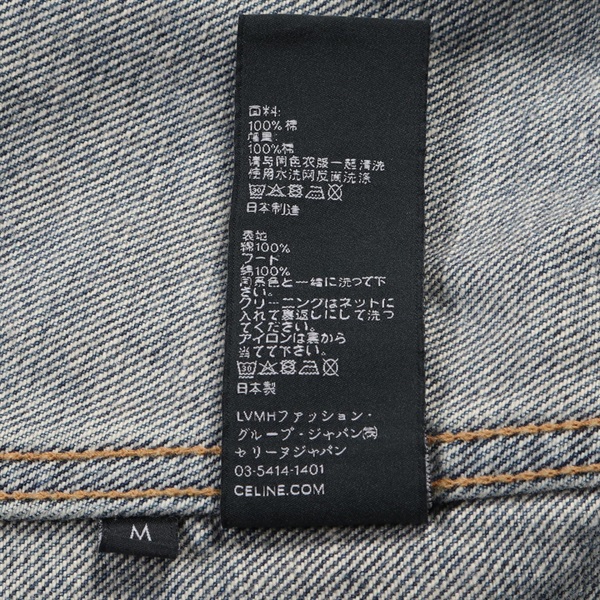 面料:
100% 棉
帽里:
100%棉
请与同色衣服一起清洗
使用水洗网反面洗涤
30
日本制造
表地
綿100%
フード
綿100%
同系色と一緒に洗って下
さい。
クリーニングはネットに
入れて裏返しにして洗っ
てください。
アイロンは裏から
当てて下さい。
30
日本製
LVMHファッション・
グループ・ジャパン㈱
セリーヌジャパン
03-5414-1401
CELINE.COM
M